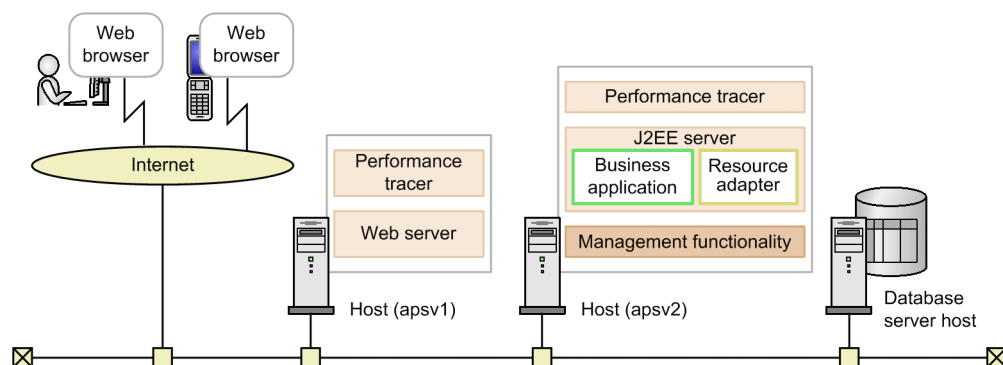 Web
browser
Web
browser
Internet
Performance
tracer
Web server
Host (apsv1)
Performance tracer
J2EE server
Business
application
Resource
adapter
Management functionality
Host (apsv2)
Database
server host